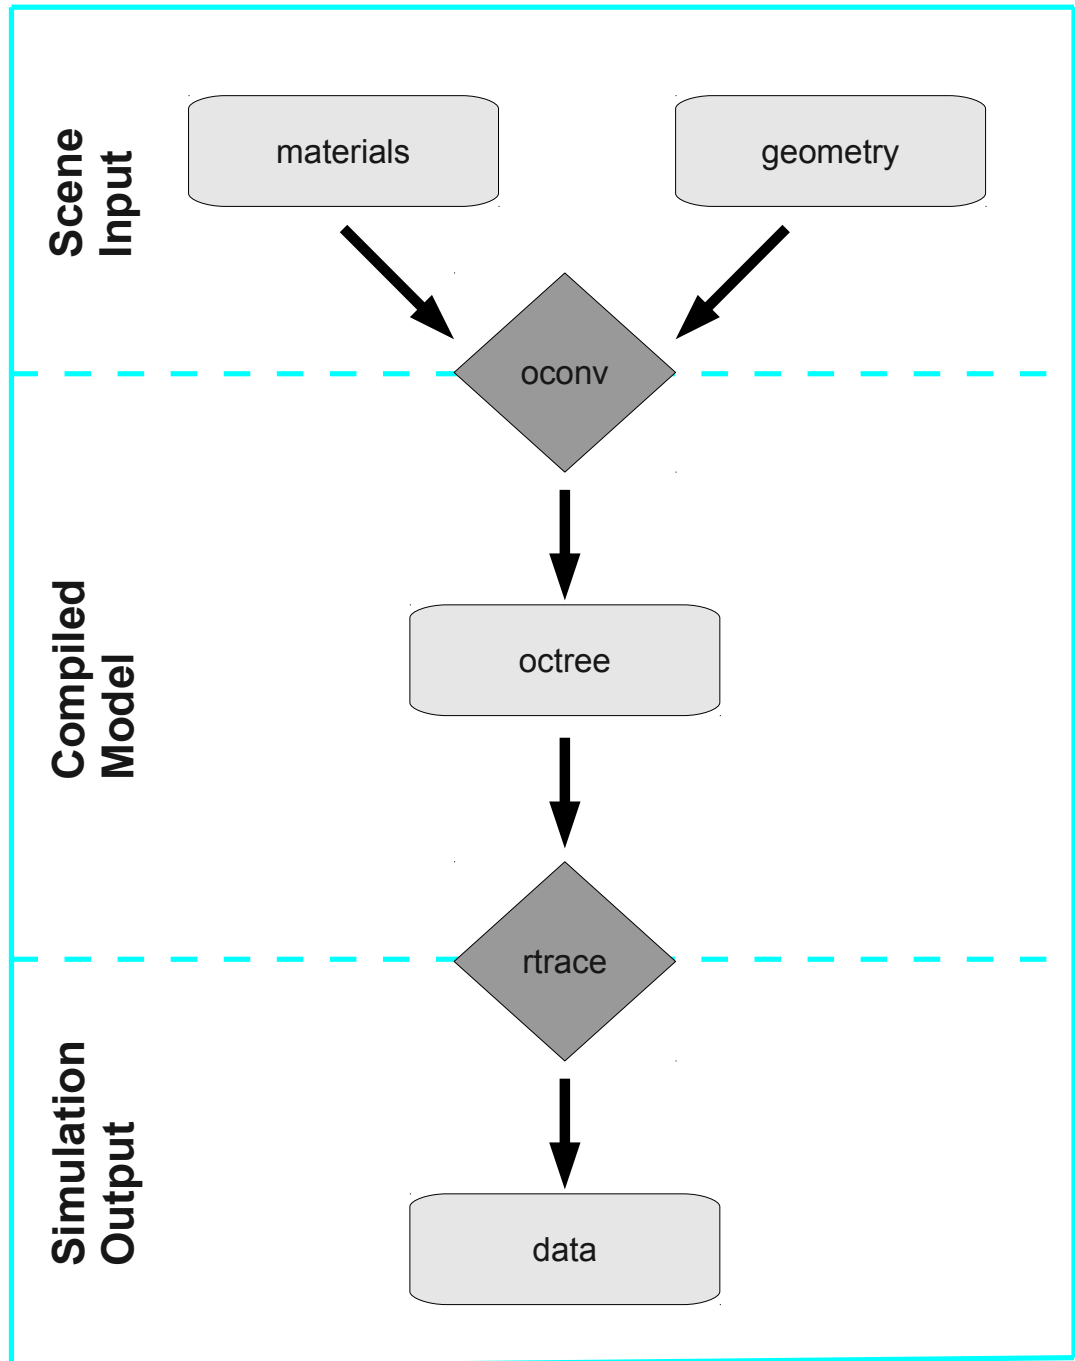 Scene
Input
materials
geometry
oconv
Compiled
Model
octree
rtrace
Simulation
Output
data